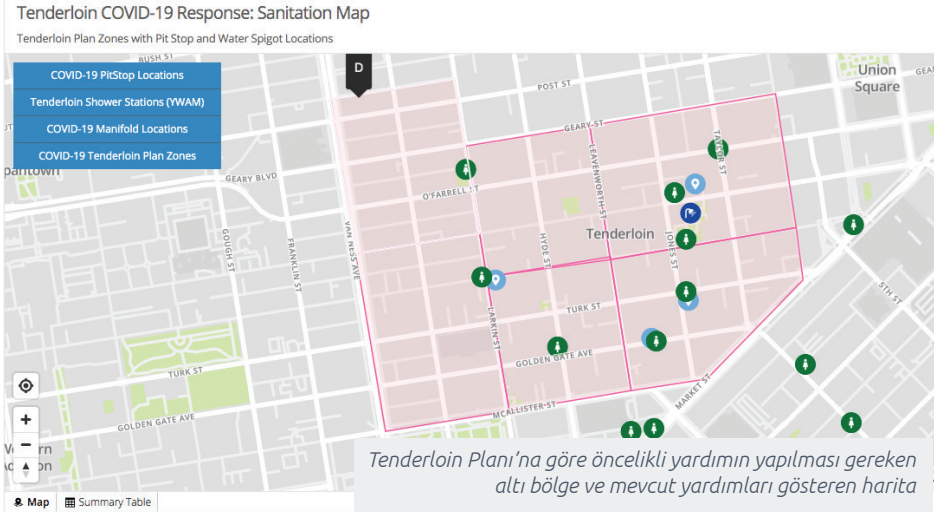 Tenderloin COVID-19 Response: Sanitation Map
Tenderloin Plan Zones with Pit Stop and Water Spigot Locations
BUSH ST
COVID-19 PitStop Locations
Tenderloin Shower Stations (YWAM)
COVID-19 Manifold Locations
COVID-19 Tenderloin Plan Zones
D
POST ST
Union
Square
GEARY ST
TAYLOR ST
LEAVENWORTH ST
GEARY BLVD
O'FARRELL ST
VAN NESS AVE
GOUGH ST
FRANKLIN ST
HYDE ST
Tenderloin
JONES ST
5TH ST
LARKIN ST
TURK ST
GOLDEN GATE AVE
TURK ST
MARKET ST
MCALLISTER ST
GOLDEN GATE AVE
+
−
Tenderloin Planı'na göre öncelikli yardımın yapılması gereken
altı bölge ve mevcut yardımları gösteren harita
Map
Summary Table